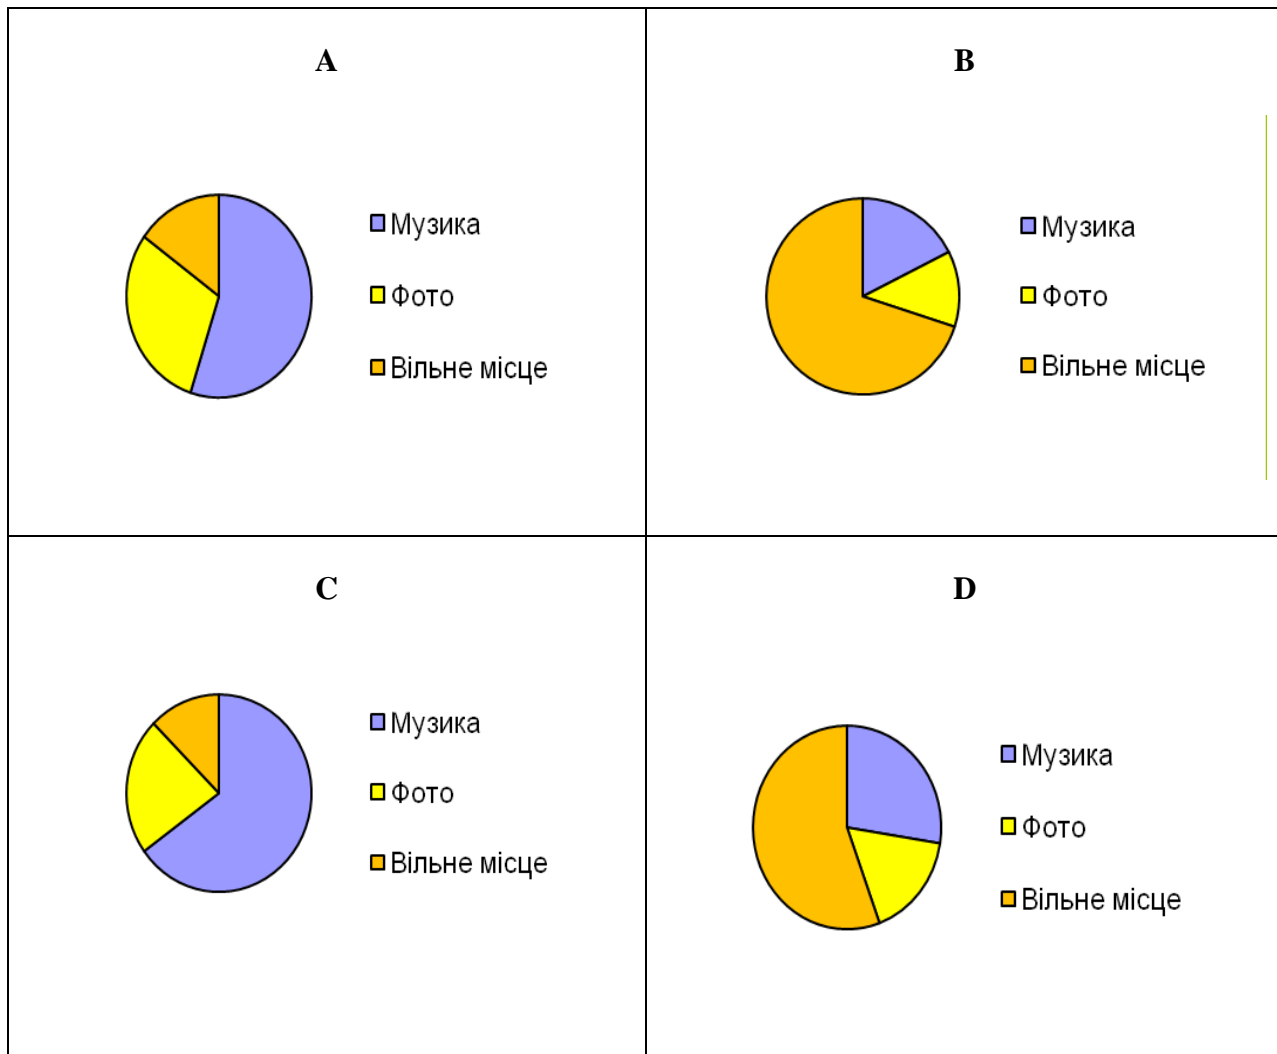 A
Музика
Фото
Вільне місце
B
Музика
Фото
Вільне місце
C
Музика
Фото
Вільне місце
D
Музика
Фото
Вільне місце